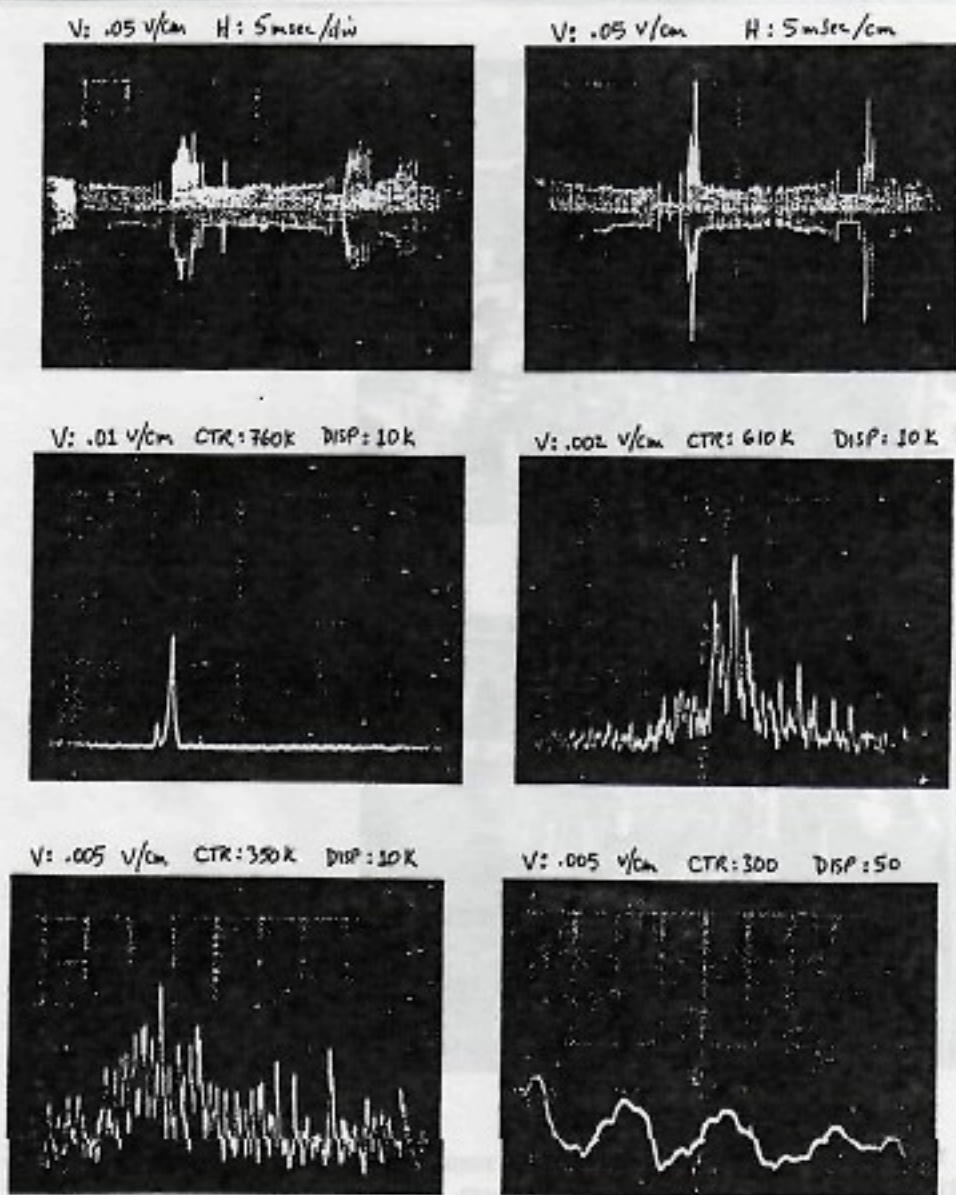 V: .05 V/cm H: 5msec/div
V: .05 V/cm H: 5msec/cm
V: .01 V/cm CTR: 760K DISP: 10K
V: .002 V/cm CTR: 610K DISP: 10K
V: .005 V/cm CTR: 350K DISP: 10K
V: .005 V/cm CTR: 300 DISP: 50